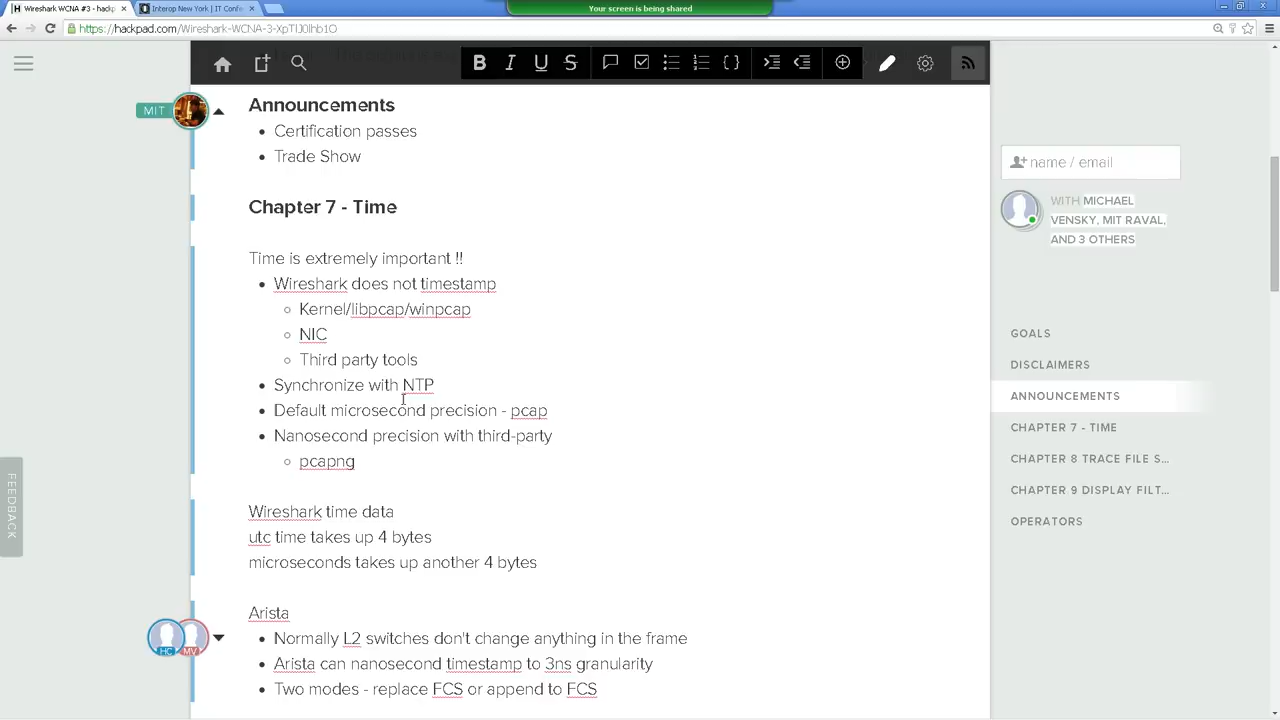 Wireshark WCNA #3 - hackp
Interop New York | IT Confe
Your screen is being shared
https://hackpad.com/Wireshark-WCNA-3-XpTlJ0lhb1O
B I U S
MIT
Announcements
Certification passes
Trade Show
Chapter 7 - Time
Time is extremely important !!
Wireshark does not timestamp
Kernel/libpcap/winpcap
NIC
Third party tools
Synchronize with NTP
Default microsecond precision - pcap
Nanosecond precision with third-party
pcapng
Wireshark time data
utc time takes up 4 bytes
microseconds takes up another 4 bytes
Arista
HC MV
Normally L2 switches don't change anything in the frame
Arista can nanosecond timestamp to 3ns granularity
Two modes - replace FCS or append to FCS
name / email
WITH MICHAEL
VENSKY, MIT RAVAL,
AND 3 OTHERS
GOALS
DISCLAIMERS
ANNOUNCEMENTS
CHAPTER 7 - TIME
CHAPTER 8 TRACE FILE S...
CHAPTER 9 DISPLAY FILT...
OPERATORS
FEEDBACK